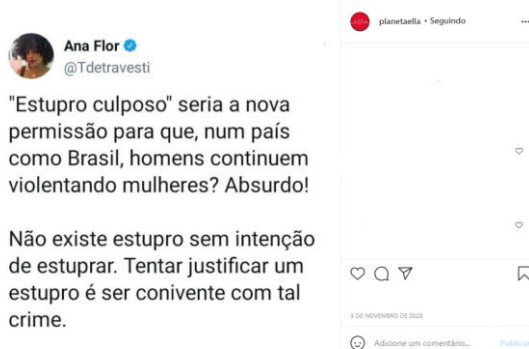 Ana Flor
@Tdetravesti
"Estupro culposo" seria a nova
permissão para que, num país
como Brasil, homens continuem
violentando mulheres? Absurdo!
Não existe estupro sem intenção
de estuprar. Tentar justificar um
estupro é ser conivente com tal
crime.
planetaella • Seguindo
3 DE NOVEMBRO DE 2020
Adicione um comentário... Publicar